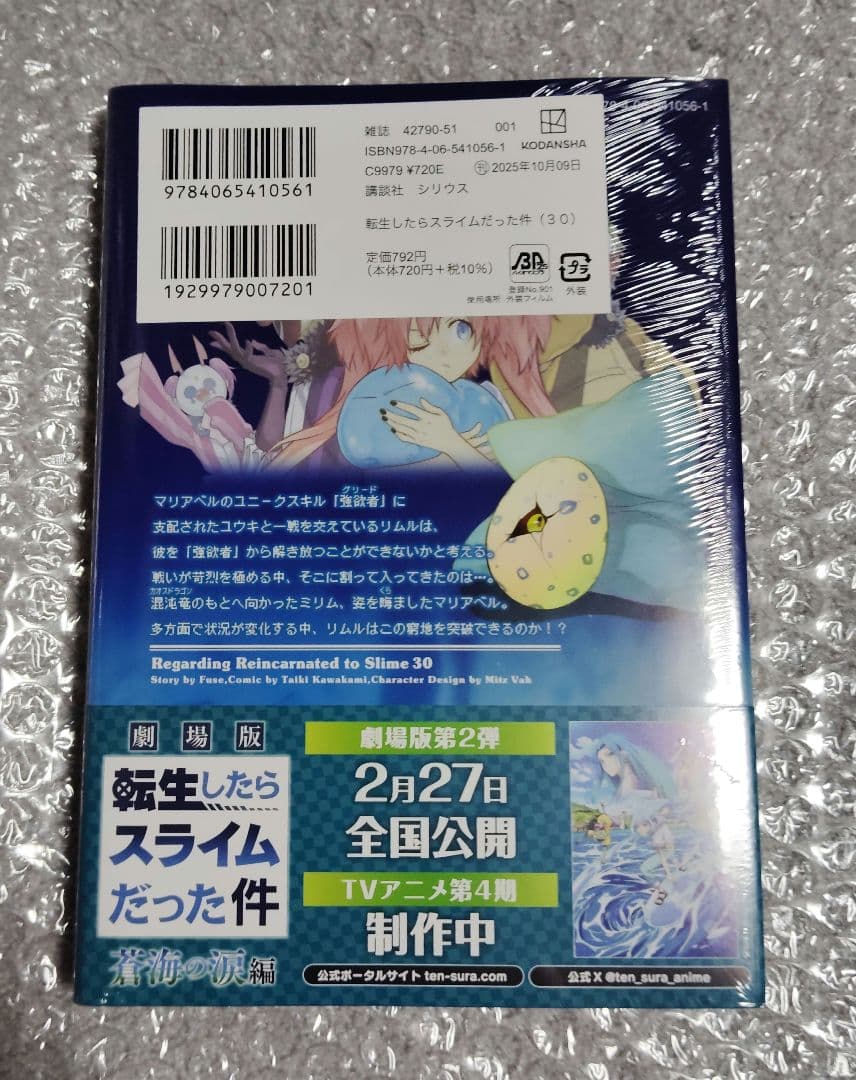 78-4-06-541056-1
雑誌 42790-51 001
ISBN978-4-06-541056-1 KODANSHA
C9979 ¥720E ㊞2025年10月09日
9784065410561
講談社 シリウス
転生したらスライムだった件（30）
定価792円
（本体720円＋税10%）
プラ
登録No.901
使用場所 外装フィルム
外装
1929979007201
マリアベルのユニークスキル「強欲者」に
グリード
支配されたユウキと一戦を交えているリムルは、
彼を「強欲者」から解き放つことができないかと考える。
戦いが苛烈を極める中、そこに割って入ってきたのは…。
カオスドラゴン くら
混沌竜のもとへ向かったミリム、姿を晦ましたマリアベル。
多方面で状況が変化する中、リムルはこの窮地を突破できるのか！？
Regarding Reincarnated to Slime 30
Story by Fuse,Comic by Taiki Kawakami,Character Design by Mitz Vah
劇場版
転生したら
スライム
だった件
蒼海の涙編
劇場版第2弾
2月27日
全国公開
TVアニメ第4期
制作中
公式ポータルサイト ten-sura.com
公式 X @ten_sura_anime